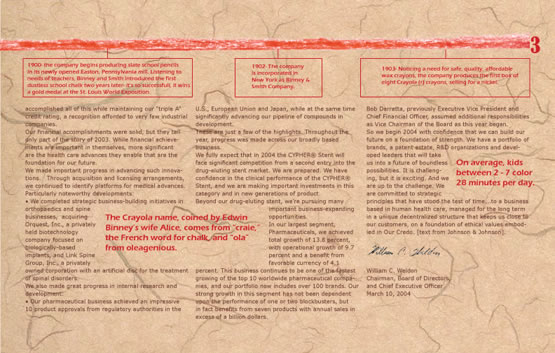 3
1900- the company begins producing slate school pencils
in its newly opened Easton, Pennsylvania mill. Listening to
needs of teachers, Binney and Smith introduced the first
dustless school chalk two years later- it's so successful, it wins
a gold medal at the St. Louis World Exposition.
1902- The company
is incorporated in
New York as Binney &
Smith Company.
1903- Noticing a need for safe, quality, affordable
wax crayons, the company produces the first box of
eight Crayola (r) crayons, selling for a nickel.
accomplished all of this while maintaining our "triple A"
credit rating, a recognition afforded to very few industrial
companies.
Our financial accomplishments were solid, but they tell
only part of the story of 2003. While financial achieve-
ments are important in themselves, more significant
are the health care advances they enable that are the
foundation for our future.
We made important progress in advancing such innova-
tions. Through acquisition and licensing arrangements,
we continued to identify platforms for medical advances.
Particularly noteworthy developments:
• We completed strategic business-building initiatives in
orthopaedics and spine
businesses, acquiring
Orquest, Inc., a privately
held biotechnology
company focused on
biologically-based
implants, and Link Spine
Group, Inc., a privately
owned corporation with an artificial disc for the treatment
of spinal disorders.
We also made great progress in internal research and
development:
• Our pharmaceutical business achieved an impressive
10 product approvals from regulatory authorities in the
The Crayola name, coined by Edwin
Binney's wife Alice, comes from "craie,"
the French word for chalk, and "ola"
from oleaginous.
U.S., European Union and Japan, while at the same time
significantly advancing our pipeline of compounds in
development.
These are just a few of the highlights. Throughout the
year, progress was made across our broadly based
business.
We fully expect that in 2004 the CYPHER® Stent will
face significant competition from a second entry into the
drug-eluting stent market. We are prepared. We have
confidence in the clinical performance of the CYPHER®
Stent, and we are making important investments in this
category and in new generations of product.
Beyond our drug-eluting stent, we're pursuing many
important business-expanding
opportunities.
In our largest segment,
Pharmaceuticals, we achieved
total growth of 13.8 percent,
with operational growth of 9.7
percent and a benefit from
favorable currency of 4.1
percent. This business continues to be one of the fastest
growing of the top 10 worldwide pharmaceutical compa-
nies, and our portfolio now includes over 100 brands. Our
strong growth in this segment has not been dependent
upon the performance of one or two blockbusters, but
in fact benefits from seven products with annual sales in
excess of a billion dollars.
Bob Darretta, previously Executive Vice President and
Chief Financial Officer, assumed additional responsibilities
as Vice Chairman of the Board as this year began.
So we begin 2004 with confidence that we can build our
future on a foundation of strength. We have a portfolio of
brands, a patent estate, R&D organizations and devel-
oped leaders that will take
us into a future of boundless
possibilities. It is challeng-
ing, but it is exciting. And we
are up to the challenge. We
are committed to strategic
principles that have stood the test of time, to a business
based in human health care, managed for the long term
in a unique decentralized structure that keeps us close to
our customers, on a foundation of ethical values embod-
ied in Our Credo. [text from Johnson & Johnson].
On average, kids
between 2 - 7 color
28 minutes per day.
William C. Weldon
William C. Weldon
Chairman, Board of Directors,
and Chief Executive Officer
March 10, 2004